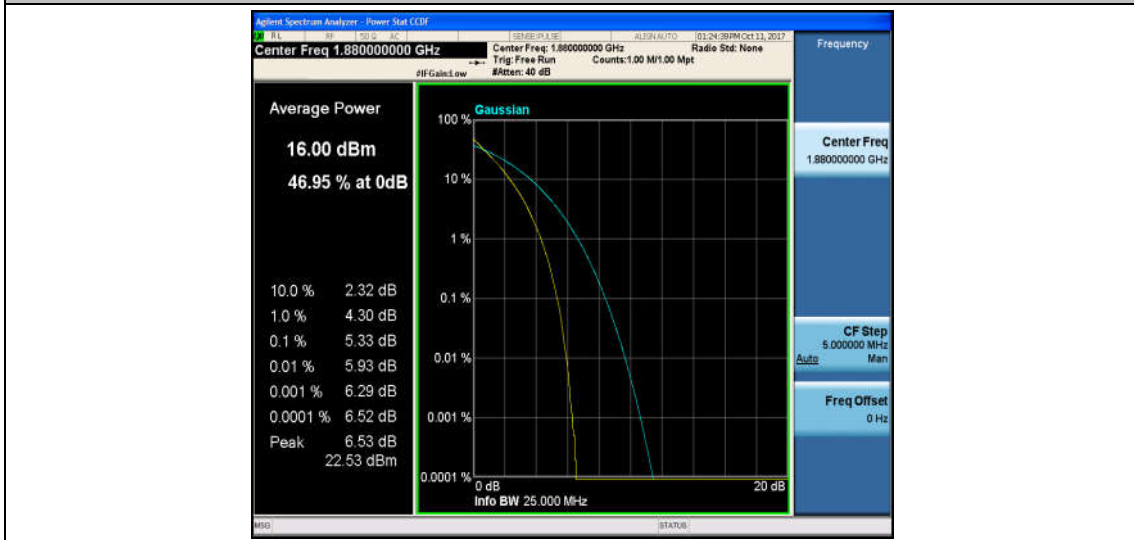 Agilent Spectrum Analyzer - Power Stat CCDF
RL RF 50 Ω AC SENSE:PULSE ALIGN AUTO 01:24:39 PM Oct 11, 2017
Center Freq 1.880000000 GHz
Center Freq: 1.880000000 GHz Radio Std: None
Trig: Free Run Counts:1.00 M/1.00 Mpt
#IFGain:Low #Atten: 40 dB
Frequency
Average Power
16.00 dBm
46.95 % at 0dB
10.0 % 2.32 dB
1.0 % 4.30 dB
0.1 % 5.33 dB
0.01 % 5.93 dB
0.001 % 6.29 dB
0.0001 % 6.52 dB
Peak 6.53 dB
22.53 dBm
Gaussian
100 %
10 %
1 %
0.1 %
0.01 %
0.001 %
0.0001 %
0 dB 20 dB
Info BW 25.000 MHz
Center Freq
1.880000000 GHz
CF Step
5.000000 MHz
Auto Man
Freq Offset
0 Hz
MSG STATUS